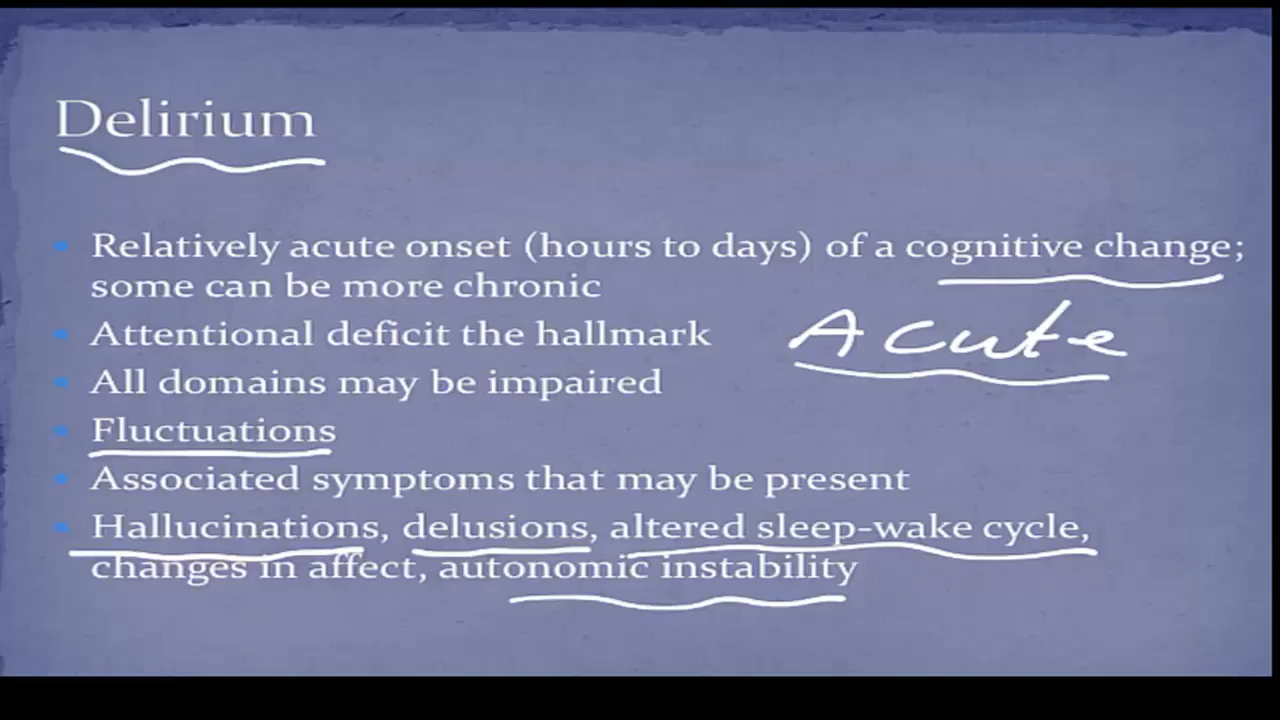 Delirium
Relatively acute onset (hours to days) of a cognitive change;
some can be more chronic
Attentional deficit the hallmark
Acute
All domains may be impaired
Fluctuations
Associated symptoms that may be present
Hallucinations, delusions, altered sleep-wake cycle,
changes in affect, autonomic instability